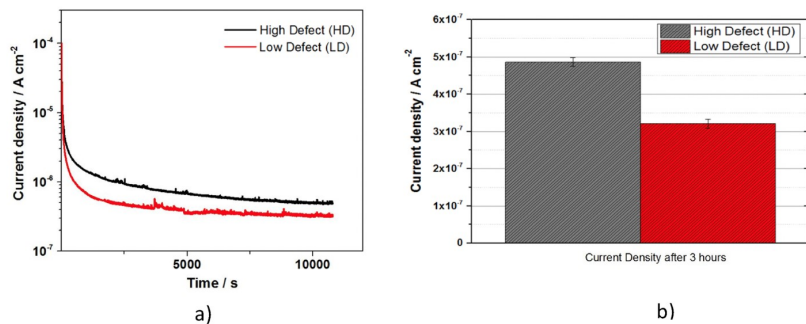 a)
High Defect (HD)
Low Defect (LD)
Current density / A cm⁻²
10⁻⁴
10⁻⁵
10⁻⁶
10⁻⁷
5000
10000
Time / s
a)
b)
High Defect (HD)
Low Defect (LD)
Current density / A cm⁻²
6x10⁻⁷
5x10⁻⁷
4x10⁻⁷
3x10⁻⁷
2x10⁻⁷
1x10⁻⁷
0
Current Density after 3 hours
b)